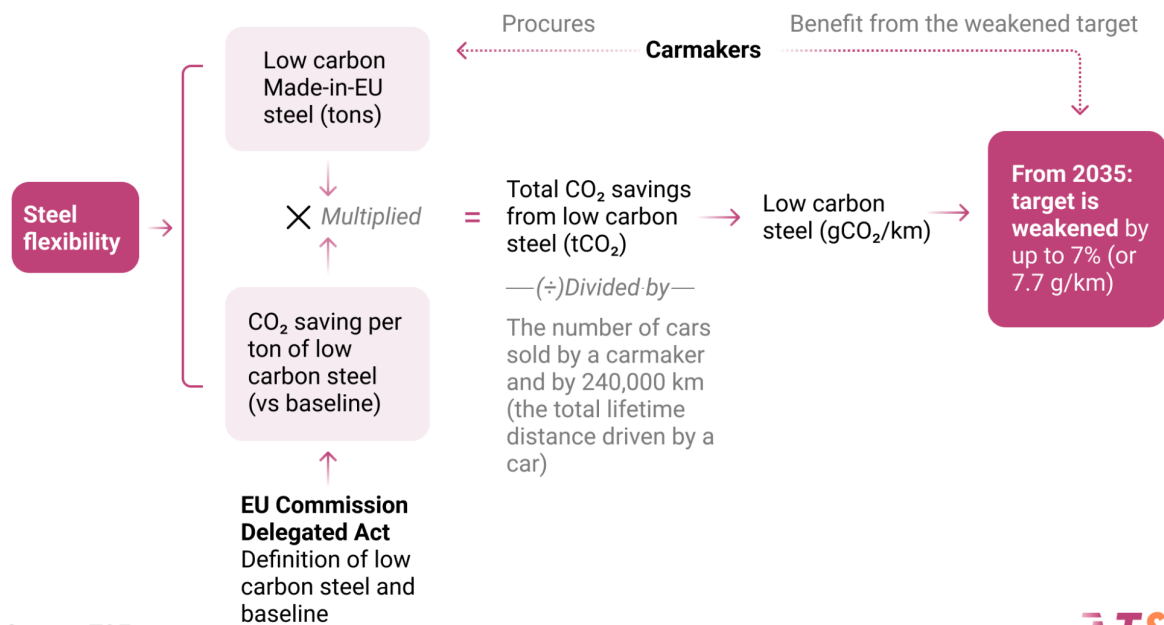 Procures
Carmakers
Benefit from the weakened target
Low carbon
Made-in-EU
steel (tons)
Steel
flexibility
Multiplied
=
Total CO₂ savings
from low carbon
steel (tCO₂)
—(÷)Divided by—
The number of cars
sold by a carmaker
and by 240,000 km
(the total lifetime
distance driven by a
car)
Low carbon
steel (gCO₂/km)
From 2035:
target is
weakened by
up to 7% (or
7.7 g/km)
CO₂ saving per
ton of low
carbon steel
(vs baseline)
EU Commission
Delegated Act
Definition of low
carbon steel and
baseline